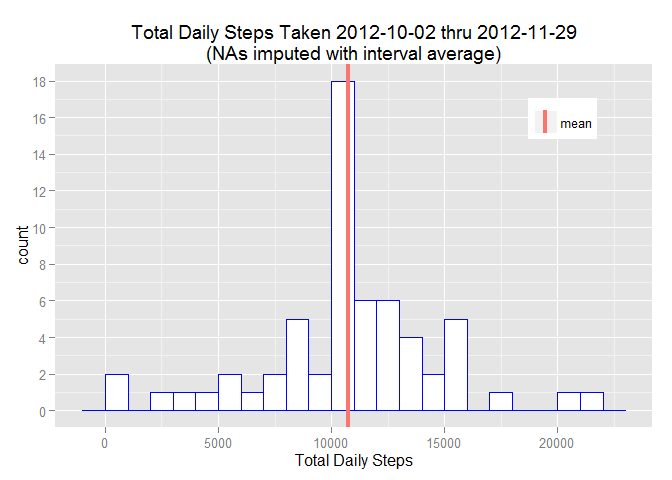 Total Daily Steps Taken 2012-10-02 thru 2012-11-29
(NAs imputed with interval average)
18
16
14
12
10
8
6
4
2
0
count
mean
0 5000 10000 15000 20000
Total Daily Steps